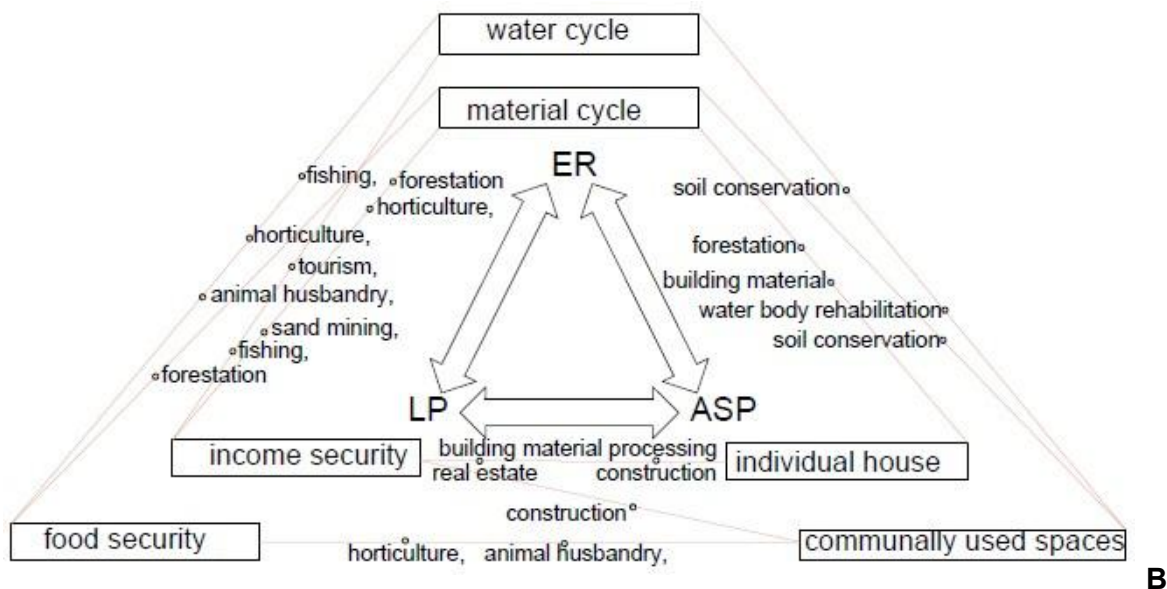 water cycle
material cycle
ER
fishing,
forestation
horticulture,
soil conservation
horticulture,
forestation
tourism,
building material
animal husbandry,
water body rehabilitation
sand mining,
soil conservation
fishing,
forestation
LP
ASP
building material processing
income security
individual house
real estate
construction
construction
food security
communally used spaces
horticulture, animal husbandry,
B